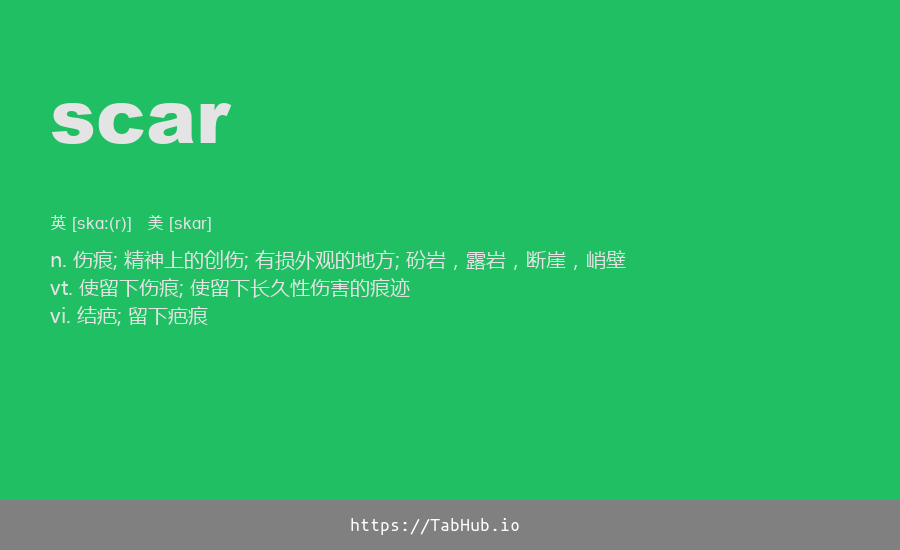 scar
英 [skɑː(r)] 美 [skɑr]
n. 伤痕; 精神上的创伤; 有损外观的地方; 砏岩，露岩，断崖，峭壁
vt. 使留下伤痕; 使留下长久性伤害的痕迹
vi. 结疤; 留下疤痕
https://TabHub.io